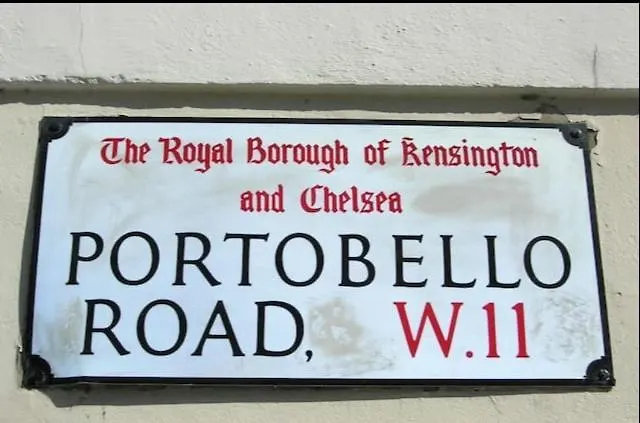 The Royal Borough of Kensington
and Chelsea
PORTOBELLO
ROAD, W.11